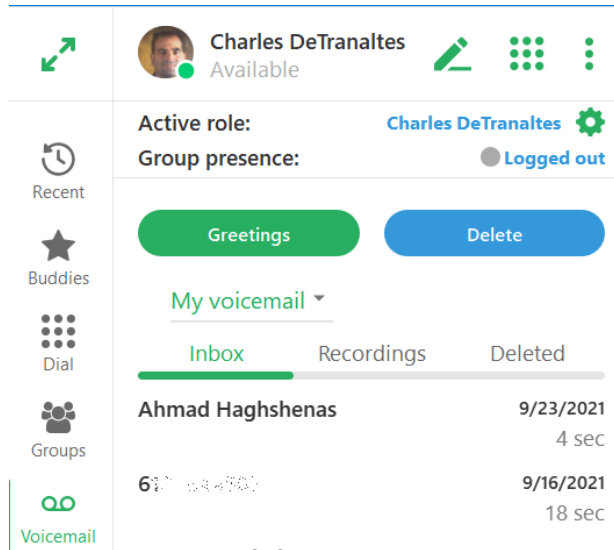 Charles DeTranaltes
Available
Active role: Charles DeTranaltes
Group presence: Logged out
Recent
Buddies
Dial
Groups
Voicemail
Greetings Delete
My voicemail
Inbox Recordings Deleted
Ahmad Haghshenas 9/23/2021
4 sec
9/16/2021
18 sec